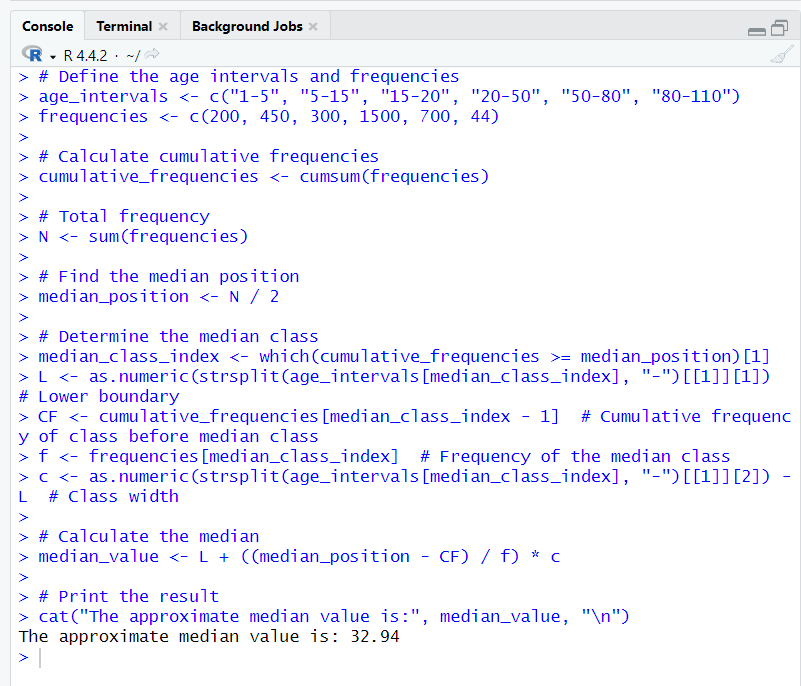 Console Terminal Background Jobs
R R 4.4.2 · ~/
> # Define the age intervals and frequencies
> age_intervals <- c("1-5", "5-15", "15-20", "20-50", "50-80", "80-110")
> frequencies <- c(200, 450, 300, 1500, 700, 44)
>
> # Calculate cumulative frequencies
> cumulative_frequencies <- cumsum(frequencies)
>
> # Total frequency
> N <- sum(frequencies)
>
> # Find the median position
> median_position <- N / 2
>
> # Determine the median class
> median_class_index <- which(cumulative_frequencies >= median_position)[1]
> L <- as.numeric(strsplit(age_intervals[median_class_index], "-")[[1]][1])
# Lower boundary
> CF <- cumulative_frequencies[median_class_index - 1]  # Cumulative frequenc
y of class before median class
> f <- frequencies[median_class_index]  # Frequency of the median class
> c <- as.numeric(strsplit(age_intervals[median_class_index], "-")[[1]][2]) -
L  # Class width
>
> # Calculate the median
> median_value <- L + ((median_position - CF) / f) * c
>
> # Print the result
> cat("The approximate median value is:", median_value, "\n")
The approximate median value is: 32.94
>